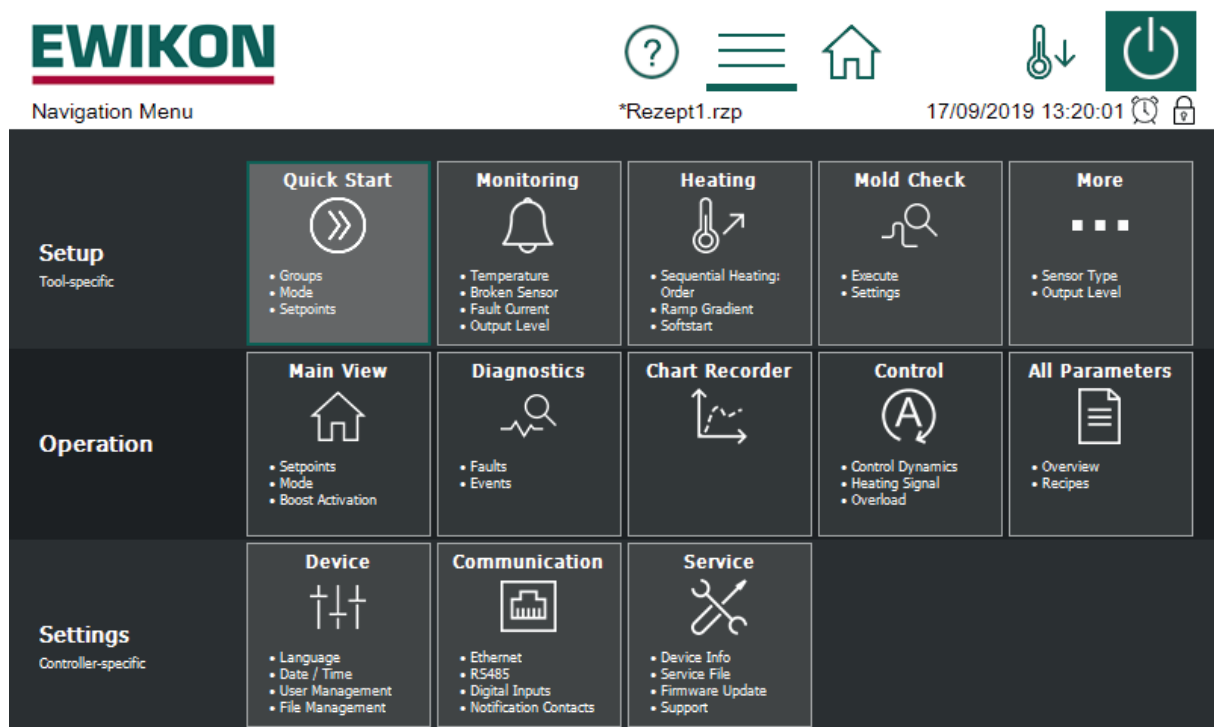 EWIKON
?
Navigation Menu
*Rezept1.rzp
17/09/2019 13:20:01
Setup
Tool-specific
Quick Start
• Groups
• Mode
• Setpoints
Monitoring
• Temperature
• Broken Sensor
• Fault Current
• Output Level
Heating
• Sequential Heating:
Order
• Ramp Gradient
• Softstart
Mold Check
• Execute
• Settings
More
• Sensor Type
• Output Level
Operation
Main View
• Setpoints
• Mode
• Boost Activation
Diagnostics
• Faults
• Events
Chart Recorder
Control
A
• Control Dynamics
• Heating Signal
• Overload
All Parameters
• Overview
• Recipes
Settings
Controller-specific
Device
• Language
• Date / Time
• User Management
• File Management
Communication
• Ethernet
• RS485
• Digital Inputs
• Notification Contacts
Service
• Device Info
• Service File
• Firmware Update
• Support